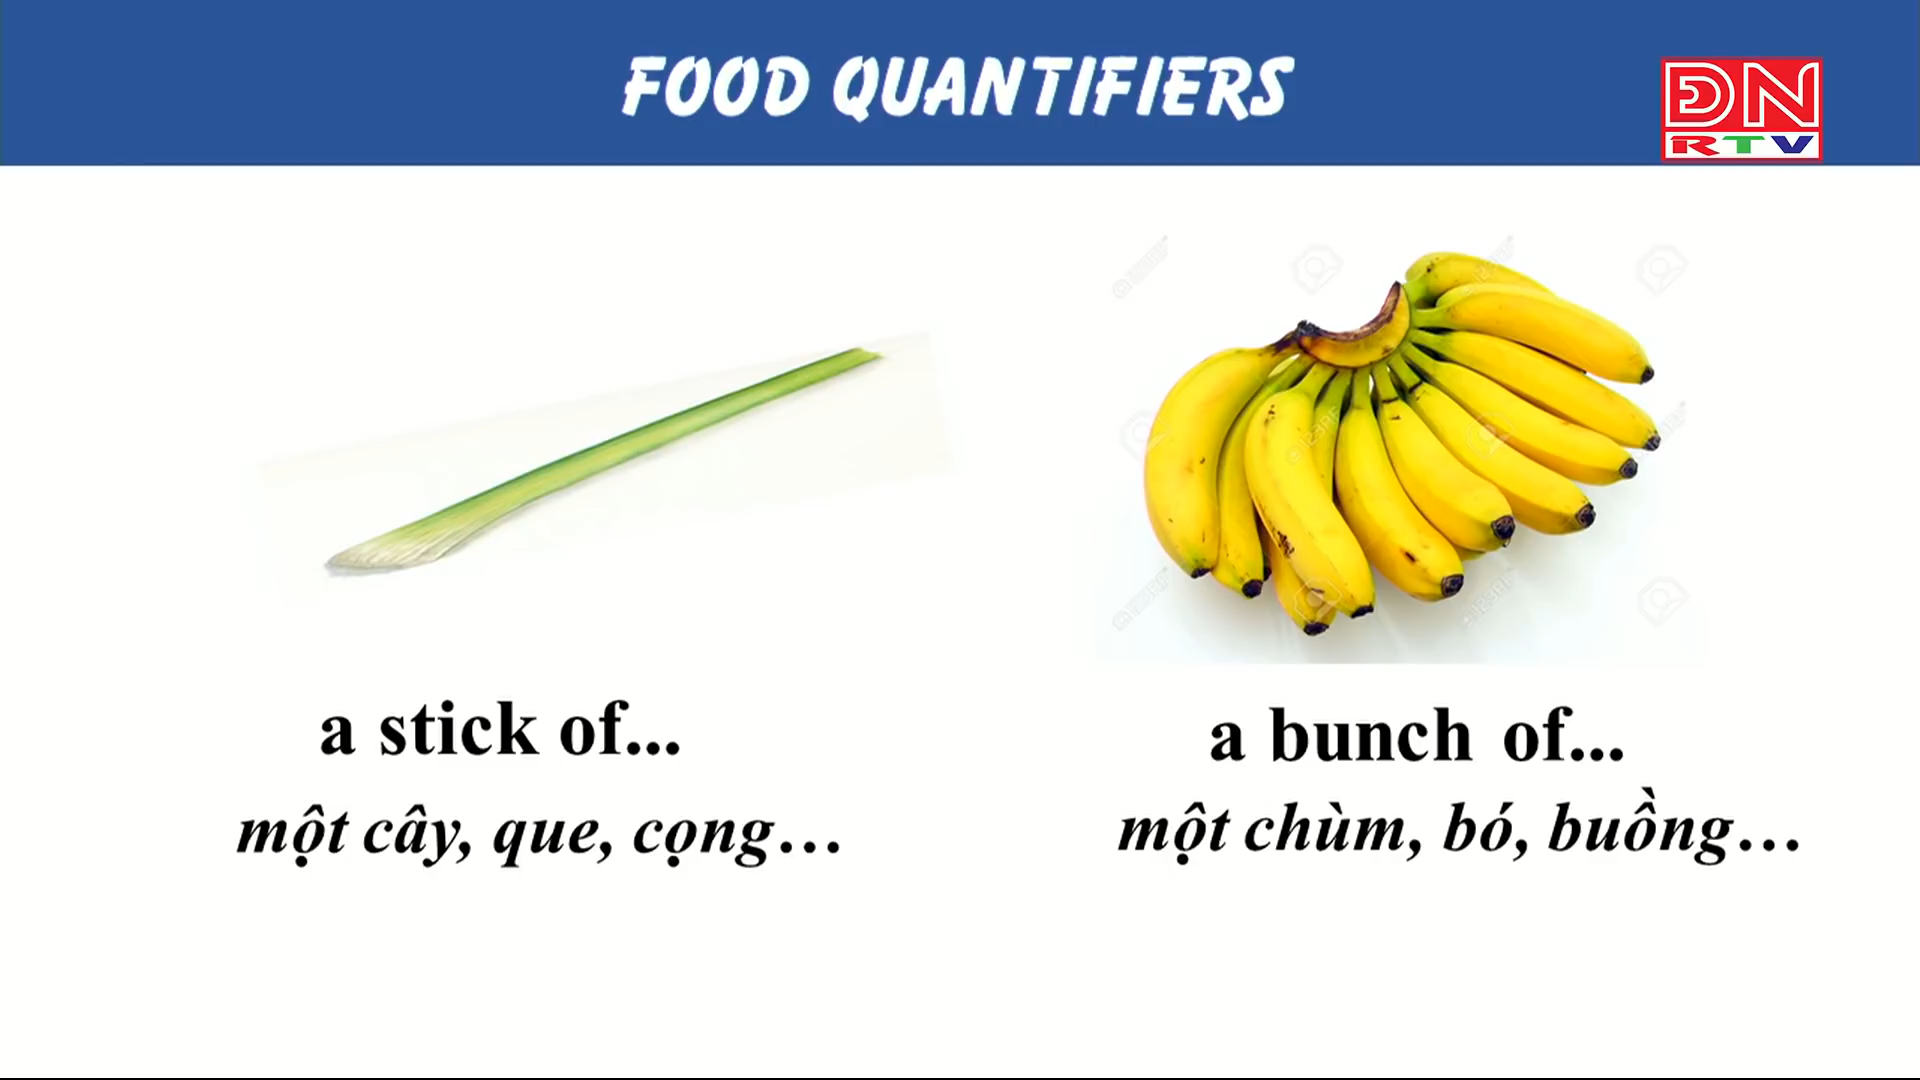 FOOD QUANTIFIERS
ĐN
RTV
a stick of...
một cây, que, cọng...
a bunch of...
một chùm, bó, buồng...